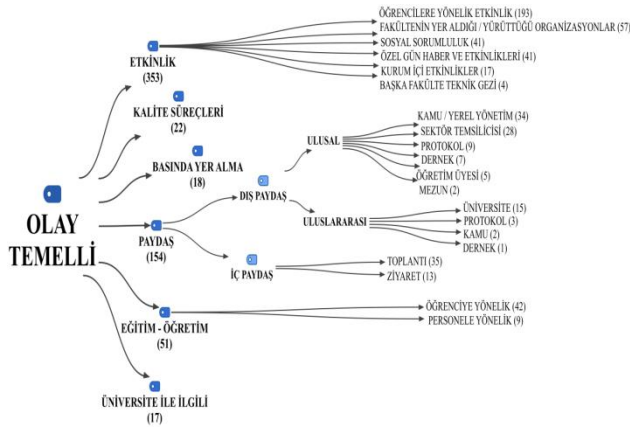 OLAY
TEMELLİ
ETKİNLİK
(353)
ÖĞRENCİLERE YÖNELİK ETKİNLİK (193)
FAKÜLTENİN YER ALDIĞI / YÜRÜTTÜĞÜ ORGANİZASYONLAR (57)
SOSYAL SORUMLULUK (41)
ÖZEL GÜN HABER VE ETKİNLİKLERİ (41)
KURUM İÇİ ETKİNLİKLER (17)
BAŞKA FAKÜLTE TEKNİK GEZİ (4)
KALİTE SÜREÇLERİ
(22)
BASINDA YER ALMA
(18)
PAYDAŞ
(154)
DIŞ PAYDAŞ
ULUSAL
KAMU / YEREL YÖNETİM (34)
SEKTÖR TEMSİLCİSİ (28)
PROTOKOL (9)
DERNEK (7)
ÖĞRETİM ÜYESİ (5)
MEZUN (2)
ULUSLARARASI
ÜNİVERSİTE (15)
PROTOKOL (3)
KAMU (2)
DERNEK (1)
İÇ PAYDAŞ
TOPLANTI (35)
ZİYARET (13)
EĞİTİM - ÖĞRETİM
(51)
ÖĞRENCİYE YÖNELİK (42)
PERSONELE YÖNELİK (9)
ÜNİVERSİTE İLE İLGİLİ
(17)